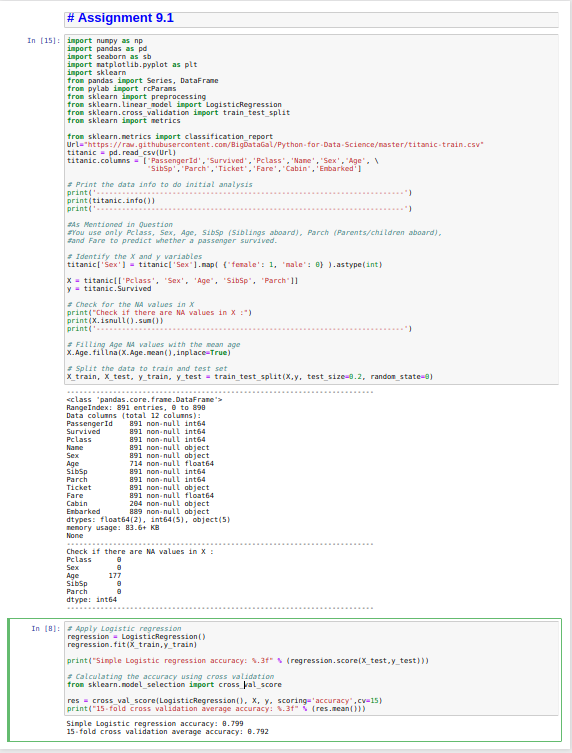 # Assignment 9.1
In [15]:
import numpy as np
import pandas as pd
import seaborn as sb
import matplotlib.pyplot as plt
import sklearn
from pandas import Series, DataFrame
from pylab import rcParams
from sklearn import preprocessing
from sklearn.linear_model import LogisticRegression
from sklearn.cross_validation import train_test_split
from sklearn import metrics
from sklearn.metrics import classification_report
Url="https://raw.githubusercontent.com/BigDataGal/Python-for-Data-Science/master/titanic-train.csv"
titanic = pd.read_csv(Url)
titanic.columns = ['PassengerId','Survived','Pclass','Name','Sex','Age', \
'SibSp','Parch','Ticket','Fare','Cabin','Embarked']
# Print the data info to do initial analysis
print('--------------------------------------------------------------------------')
print(titanic.info())
print('--------------------------------------------------------------------------')
#As Mentioned in Question
#You use only Pclass, Sex, Age, SibSp (Siblings aboard), Parch (Parents/children aboard),
#and Fare to predict whether a passenger survived.
# Identify the X and y variables
titanic['Sex'] = titanic['Sex'].map( {'female': 1, 'male': 0} ).astype(int)
X = titanic[['Pclass', 'Sex', 'Age', 'SibSp', 'Parch']]
y = titanic.Survived
# Check for the NA values in X
print("Check if there are NA values in X :")
print(X.isnull().sum())
print('--------------------------------------------------------------------------')
# Filling Age NA values with the mean age
X.Age.fillna(X.Age.mean(),inplace=True)
# Split the data to train and test set
X_train, X_test, y_train, y_test = train_test_split(X,y, test_size=0.2, random_state=0)
--------------------------------------------------------------------------
<class 'pandas.core.frame.DataFrame'>
RangeIndex: 891 entries, 0 to 890
Data columns (total 12 columns):
PassengerId 891 non-null int64
Survived 891 non-null int64
Pclass 891 non-null int64
Name 891 non-null object
Sex 891 non-null object
Age 714 non-null float64
SibSp 891 non-null int64
Parch 891 non-null int64
Ticket 891 non-null object
Fare 891 non-null float64
Cabin 204 non-null object
Embarked 889 non-null object
dtypes: float64(2), int64(5), object(5)
memory usage: 83.6+ KB
None
--------------------------------------------------------------------------
Check if there are NA values in X :
Pclass 0
Sex 0
Age 177
SibSp 0
Parch 0
dtype: int64
--------------------------------------------------------------------------
In [8]:
# Apply Logistic regression
regression = LogisticRegression()
regression.fit(X_train,y_train)
print("Simple Logistic regression accuracy: %.3f" % (regression.score(X_test,y_test)))
# Calculating the accuracy using cross validation
from sklearn.model_selection import cross_val_score
res = cross_val_score(LogisticRegression(), X, y, scoring='accuracy',cv=15)
print("15-fold cross validation average accuracy: %.3f" % (res.mean()))
Simple Logistic regression accuracy: 0.799
15-fold cross validation average accuracy: 0.792